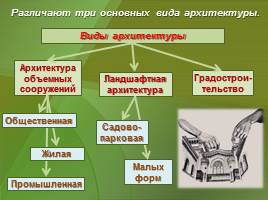 Различают три основных вида архитектуры.
Виды архитектуры
Архитектура
объемных
сооружений
Ландшафтная
архитектура
Градострои-
тельство
Общественная
Жилая
Промышленная
Садово-
парковая
Малых
форм